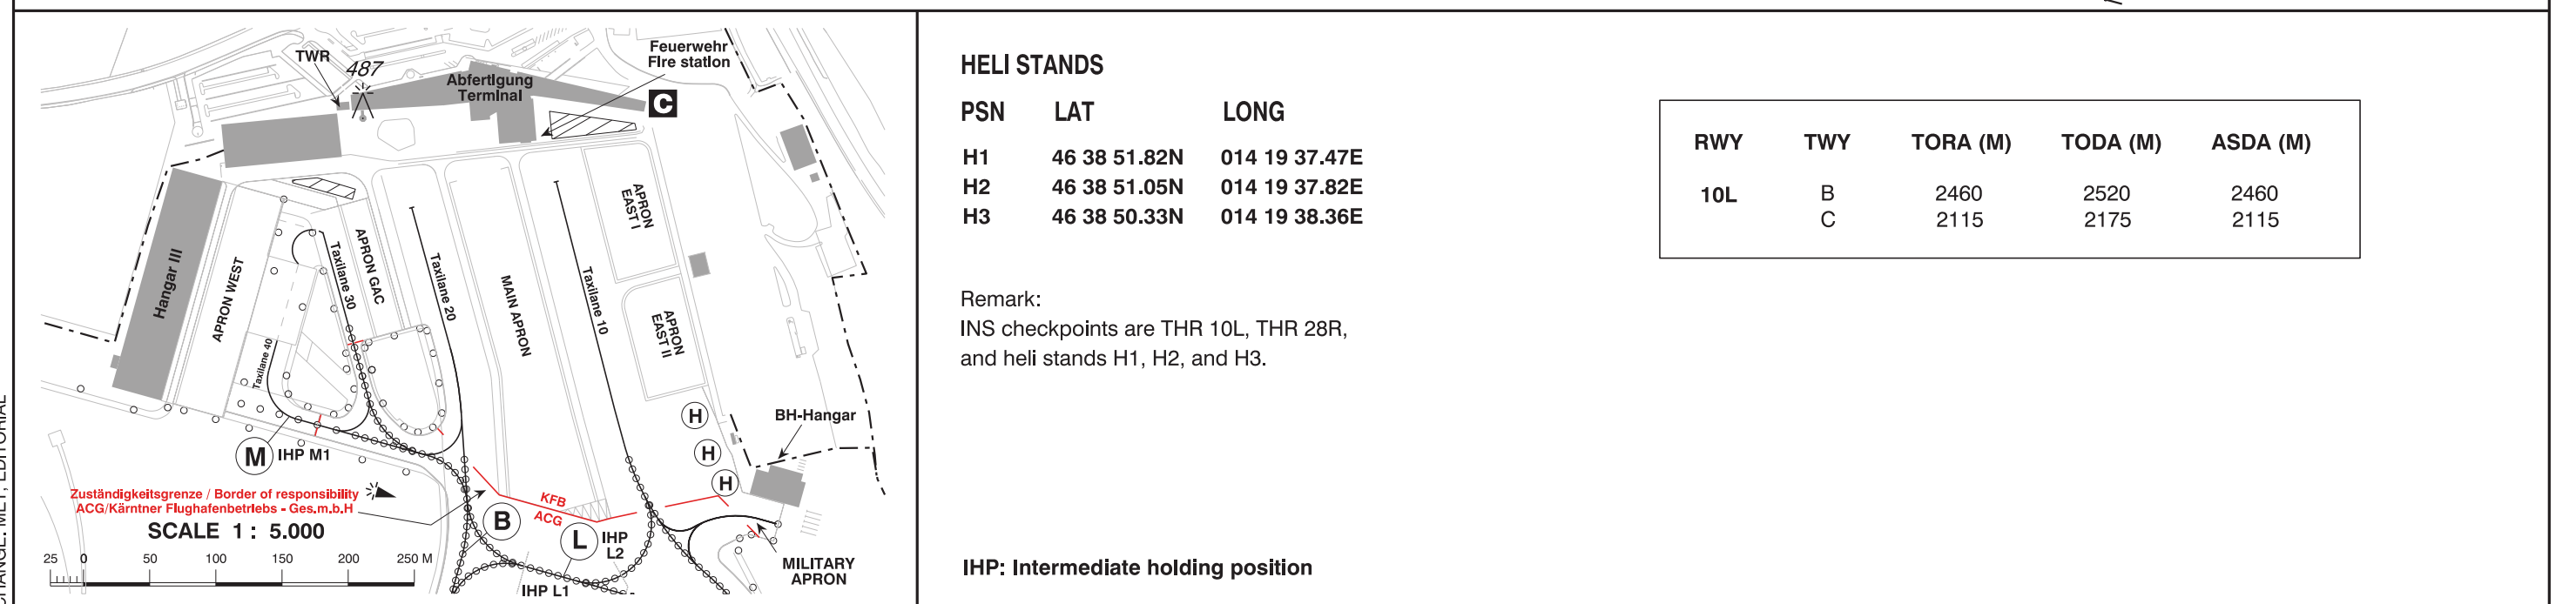 TWR
487
Feuerwehr
Fire station
Abfertigung
Terminal
C
Hangar III
APRON WEST
Taxilane 40
Taxilane 30
APRON GAC
Taxilane 20
MAIN APRON
Taxilane 10
APRON
EAST I
APRON
EAST II
H
H
H
BH-Hangar
M
IHP M1
Zuständigkeitsgrenze / Border of responsibility
ACG/Kärntner Flughafenbetriebs - Ges.m.b.H
KFB
ACG
B
L
IHP
L2
IHP L1
MILITARY
APRON
SCALE 1 : 5.000
25 0 50 100 150 200 250 M
CHANGE: MET, EDITORIAL
HELI STANDS
PSN LAT LONG
H1 46 38 51.82N 014 19 37.47E
H2 46 38 51.05N 014 19 37.82E
H3 46 38 50.33N 014 19 38.36E
Remark:
INS checkpoints are THR 10L, THR 28R,
and heli stands H1, H2, and H3.
IHP: Intermediate holding position
RWY TWY TORA (M) TODA (M) ASDA (M)
10L B 2460 2520 2460
C 2115 2175 2115